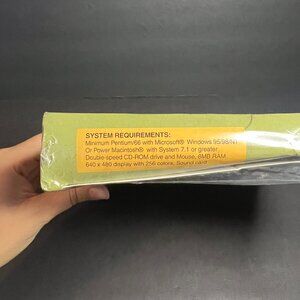 SYSTEM REQUIREMENTS:
Minimum Pentium/66 with Microsoft® Windows 95/98/NT
Or Power Macintosh® with System 7.1 or greater
Double-speed CD-ROM drive and Mouse, 6MB RAM
640 x 480 display with 256 colors, Sound card